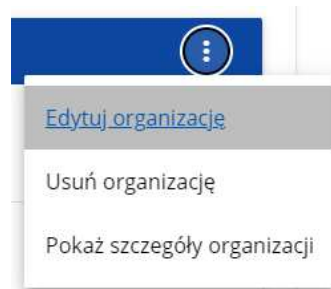 Edytuj organizację
Usuń organizację
Pokaż szczegóły organizacji